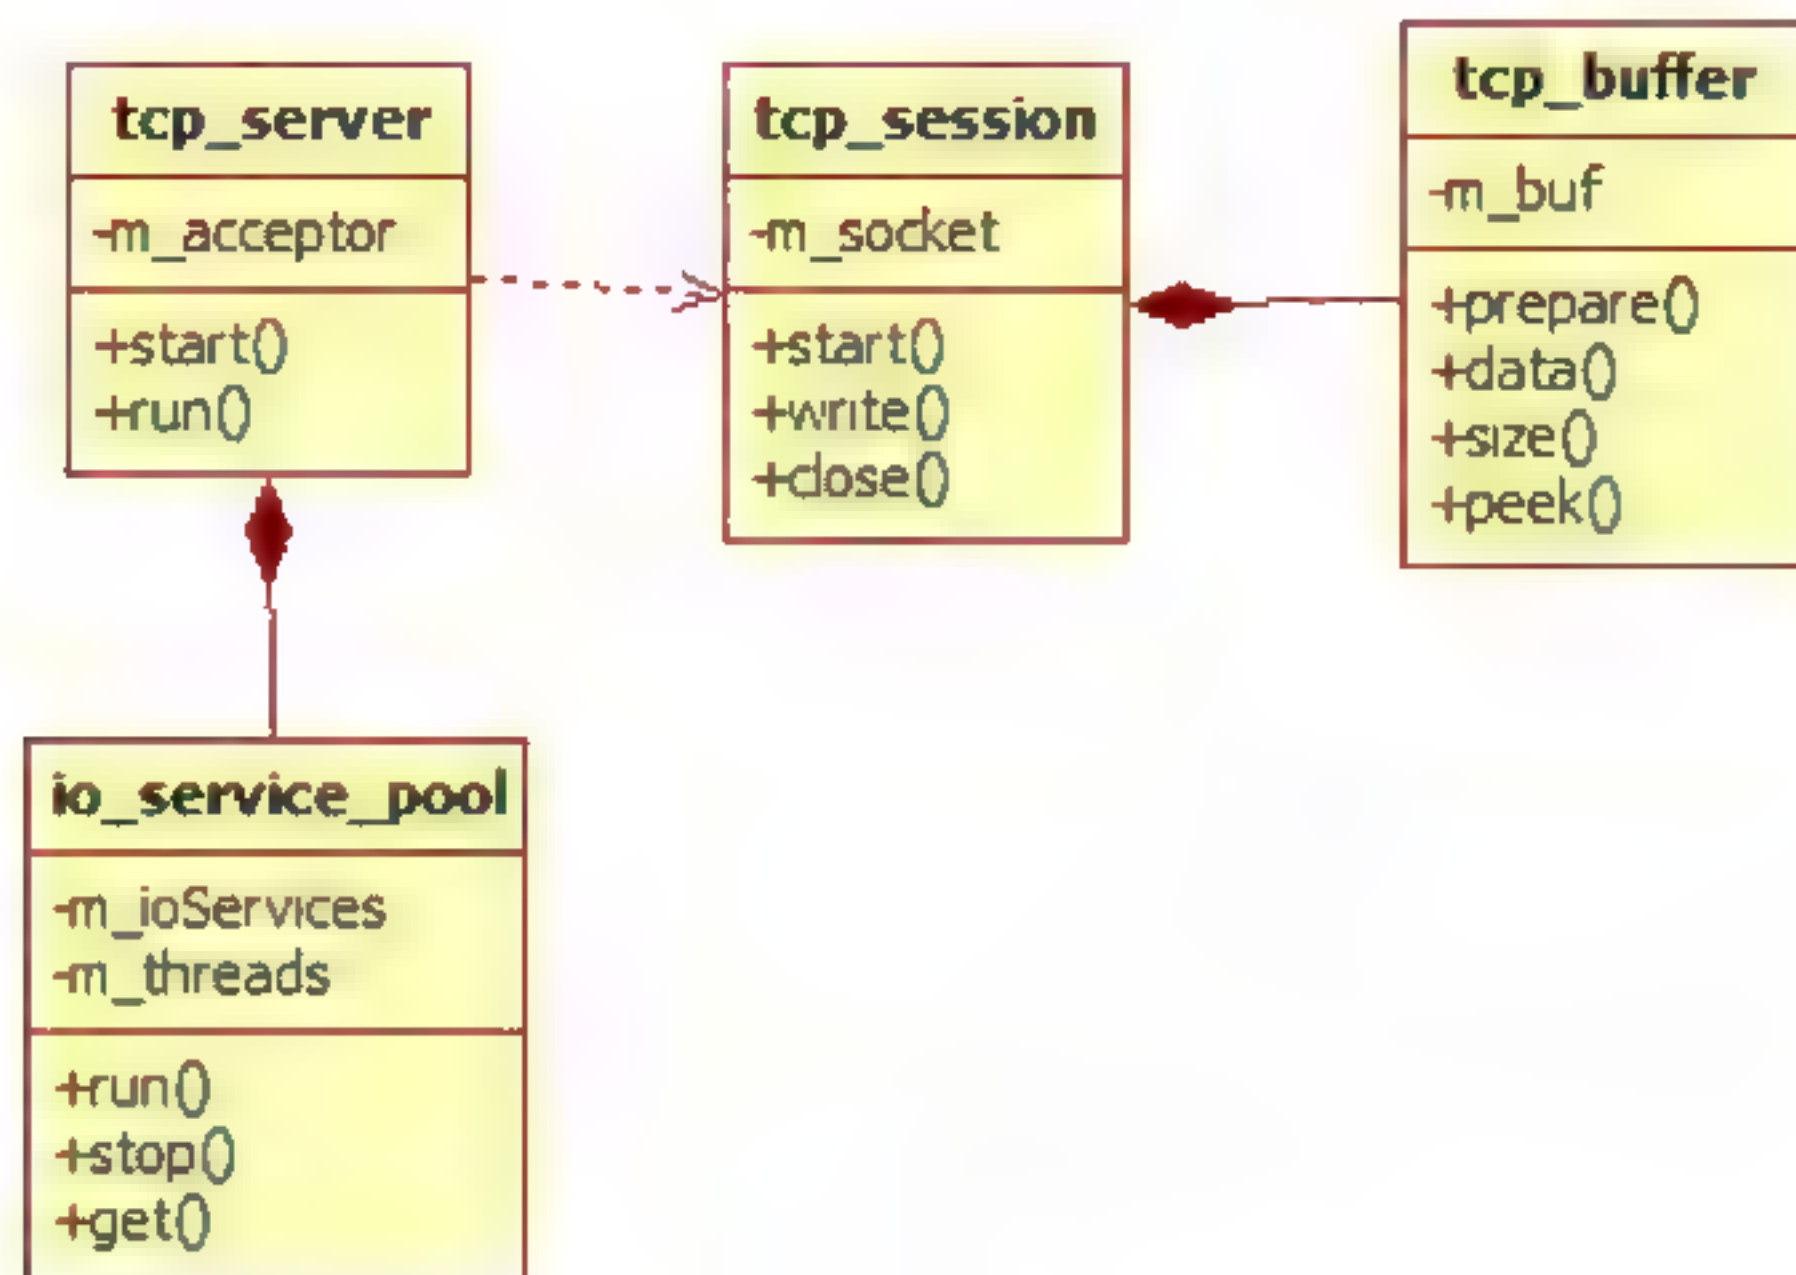 tcp_server
-m_acceptor
+start()
+run()
tcp_session
-m_socket
+start()
+write()
+close()
tcp_buffer
-m_buf
+prepare()
+data()
+size()
+peek()
io_service_pool
-m_ioServices
-m_threads
+run()
+stop()
+get()